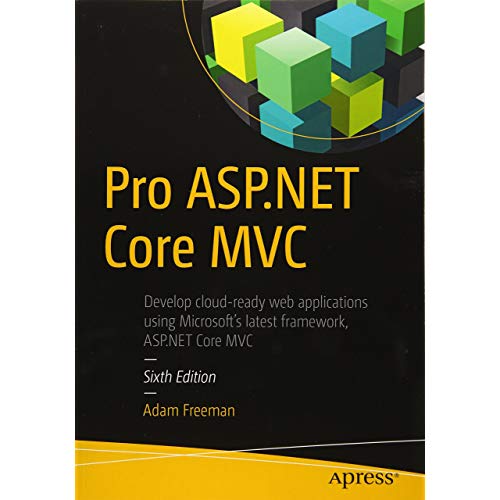 Pro ASP.NET
Core MVC
Develop cloud-ready web applications
using Microsoft's latest framework,
ASP.NET Core MVC
—
Sixth Edition
—
Adam Freeman
Apress®